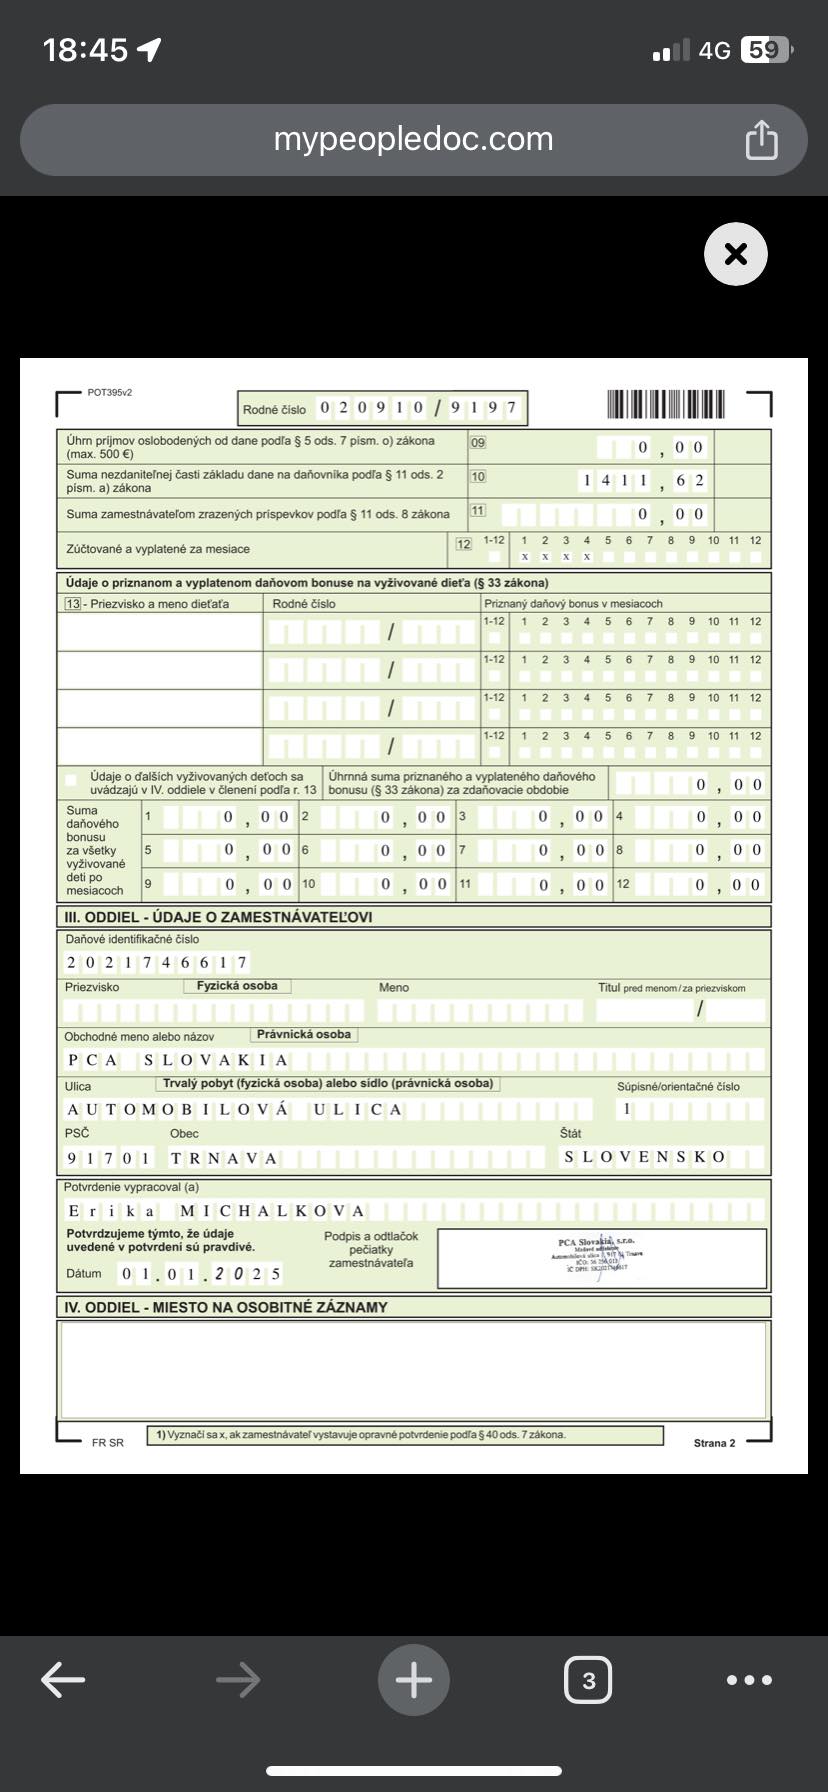 18:45 4G 59
mypeopledoc.com
POT395v2
Rodné číslo 020910/9197
Úhrn príjmov oslobodených od dane podľa § 5 ods. 7 písm. o) zákona (max. 500 €) 09 0,00
Suma nezdaniteľnej časti základu dane na daňovníka podľa § 11 ods. 2 písm. a) zákona 10 1411,62
Suma zamestnávateľom zrazených príspevkov podľa § 11 ods. 8 zákona 11 0,00
Zúčtované a vyplatené za mesiace 12 1-12 1 2 3 4 5 6 7 8 9 10 11 12
x x x x
Údaje o priznanom a vyplatenom daňovom bonuse na vyživované dieťa (§ 33 zákona)
13 - Priezvisko a meno dieťaťa Rodné číslo Priznaný daňový bonus v mesiacoch
/ 1-12 1 2 3 4 5 6 7 8 9 10 11 12
/ 1-12 1 2 3 4 5 6 7 8 9 10 11 12
/ 1-12 1 2 3 4 5 6 7 8 9 10 11 12
/ 1-12 1 2 3 4 5 6 7 8 9 10 11 12
Údaje o ďalších vyživovaných deťoch sa uvádzajú v IV. oddiele v členení podľa r. 13 Úhrnná suma priznaného a vyplateného daňového bonusu (§ 33 zákona) za zdaňovacie obdobie 0,00
Suma daňového bonusu za všetky vyživované deti po mesiacoch
1 0,00 2 0,00 3 0,00 4 0,00
5 0,00 6 0,00 7 0,00 8 0,00
9 0,00 10 0,00 11 0,00 12 0,00
III. ODDIEL - ÚDAJE O ZAMESTNÁVATEĽOVI
Daňové identifikačné číslo
2021746617
Priezvisko Fyzická osoba Meno Titul pred menom/za priezviskom
/
Obchodné meno alebo názov Právnická osoba
PCA SLOVAKIA
Ulica Trvalý pobyt (fyzická osoba) alebo sídlo (právnická osoba) Súpisné/orientačné číslo
AUTOMOBILOVÁ ULICA 1
PSČ Obec Štát
91701 TRNAVA SLOVENSKO
Potvrdenie vypracoval (a)
Erika MICHALKOVA
Potvrdzujeme týmto, že údaje uvedené v potvrdení sú pravdivé.
Podpis a odtlačok pečiatky zamestnávateľa
PCA Slovakia, s.r.o.
Dátum 01.01.2025
IV. ODDIEL - MIESTO NA OSOBITNÉ ZÁZNAMY
FR SR 1) Vyznačí sa x, ak zamestnávateľ vystavuje opravné potvrdenie podľa § 40 ods. 7 zákona. Strana 2
3